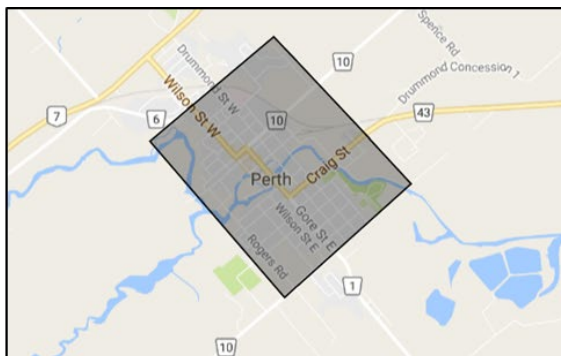 Spence Rd
Drummond St W
10
Drummond Concession 1
Wilson St W
7
6
10
43
Craig St
Perth
Gore St E
Wilson St E
Rogers Rd
1
10